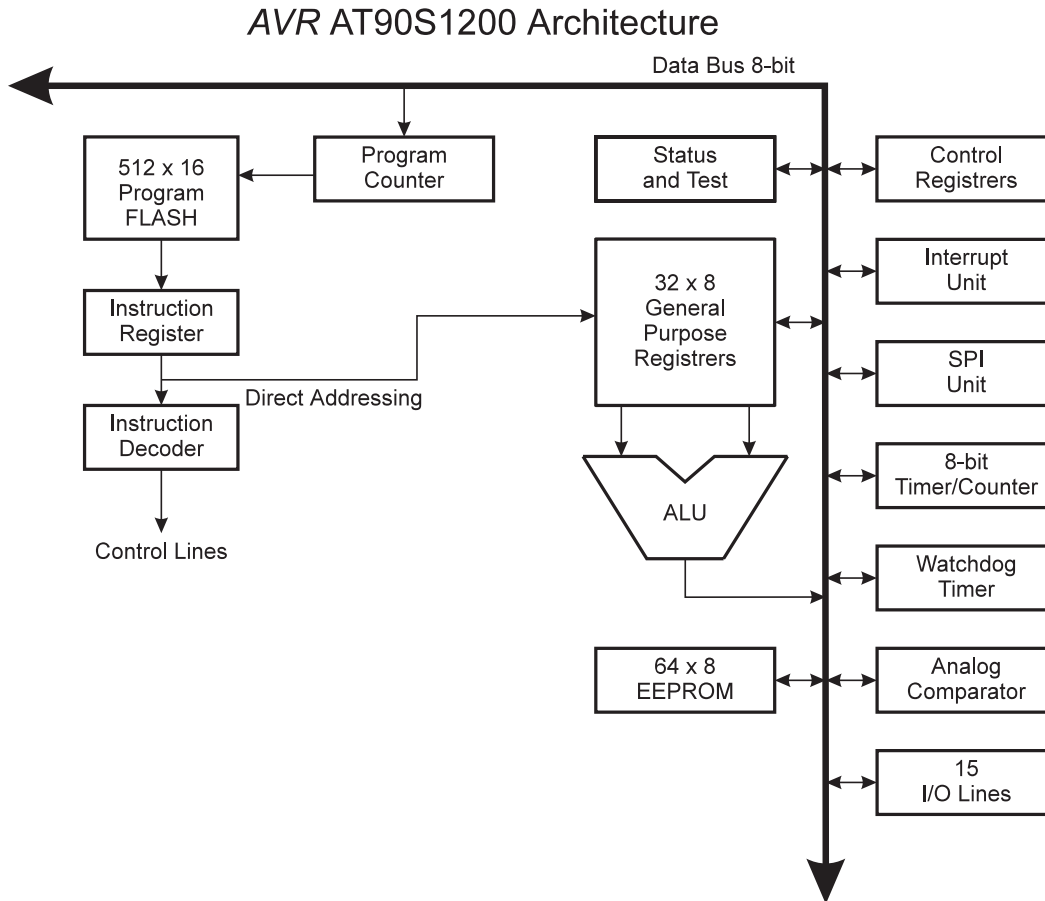 AVR AT90S1200 Architecture
Data Bus 8-bit
512 x 16
Program
FLASH
Program
Counter
Status
and Test
Control
Registrers
Instruction
Register
32 x 8
General
Purpose
Registrers
Interrupt
Unit
Direct Addressing
SPI
Unit
Instruction
Decoder
ALU
8-bit
Timer/Counter
Control Lines
Watchdog
Timer
64 x 8
EEPROM
Analog
Comparator
15
I/O Lines